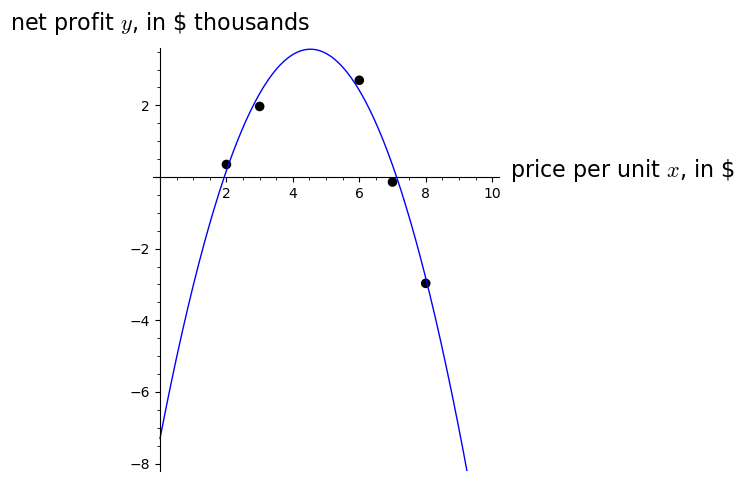 net profit y, in $ thousands
2
price per unit x, in $
2 4 6 8 10
−2
−4
−6
−8